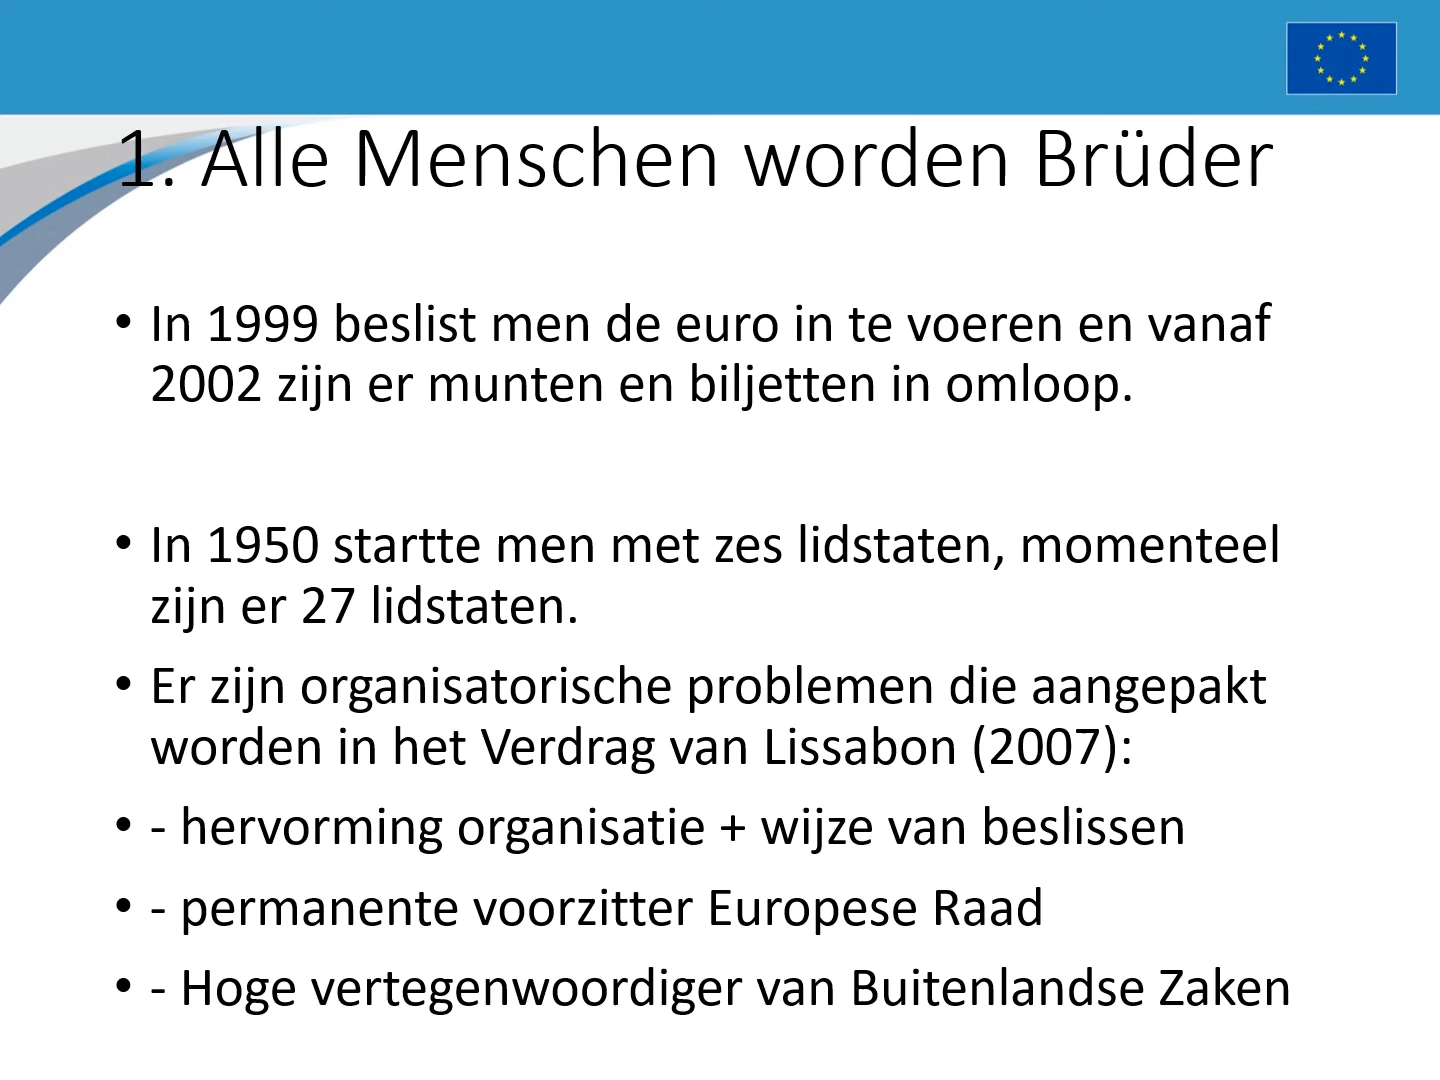 1. Alle Menschen worden Brüder
• In 1999 beslist men de euro in te voeren en vanaf
2002 zijn er munten en biljetten in omloop.
• In 1950 startte men met zes lidstaten, momenteel
zijn er 27 lidstaten.
• Er zijn organisatorische problemen die aangepakt
worden in het Verdrag van Lissabon (2007):
• - hervorming organisatie + wijze van beslissen
• - permanente voorzitter Europese Raad
• - Hoge vertegenwoordiger van Buitenlandse Zaken